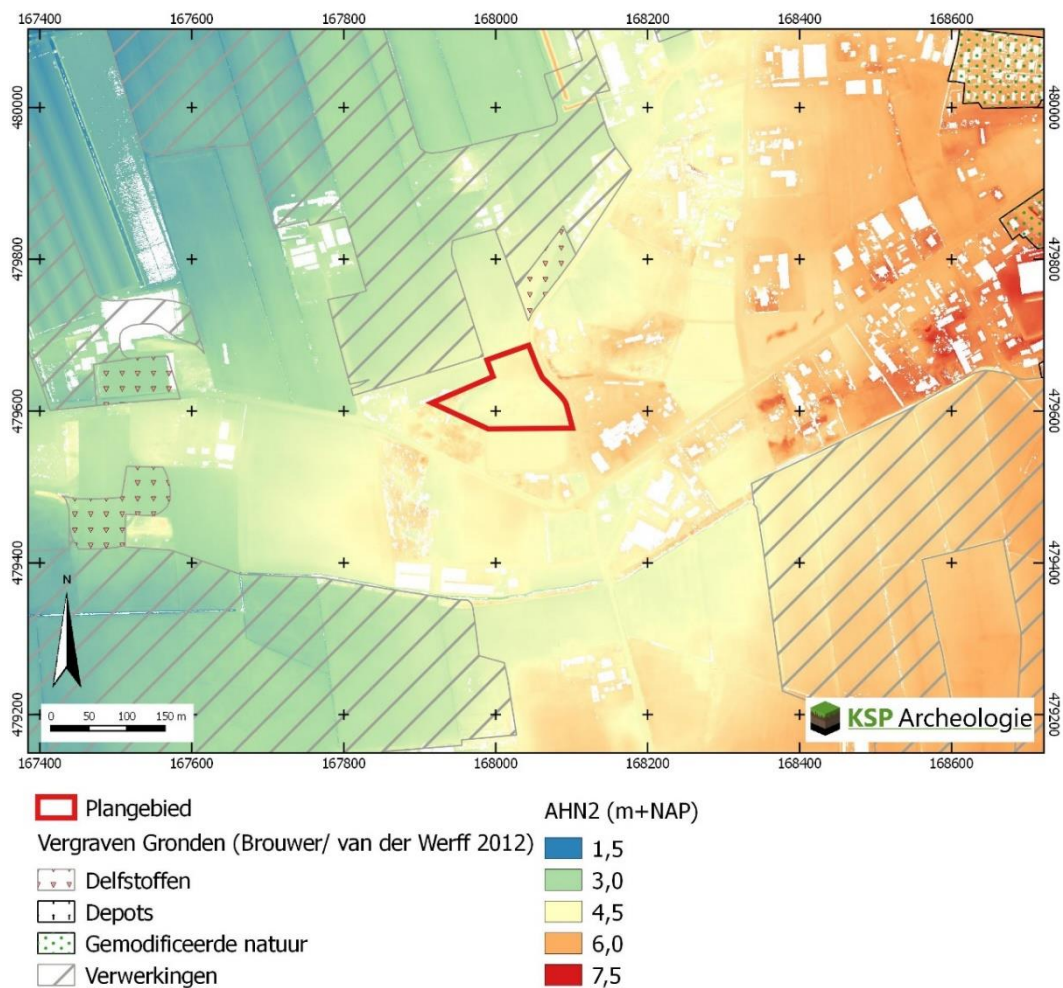 167400 167600 167800 168000 168200 168400 168600
480000 480000
479800 479800
479600 479600
479400 479400
479200 479200
N
0 50 100 150 m
KSP Archeologie
167400 167600 167800 168000 168200 168400 168600
Plangebied
Vergraven Gronden (Brouwer/ van der Werff 2012)
Delfstoffen
Depots
Gemodificeerde natuur
Verwerkingen
AHN2 (m+NAP)
1,5
3,0
4,5
6,0
7,5